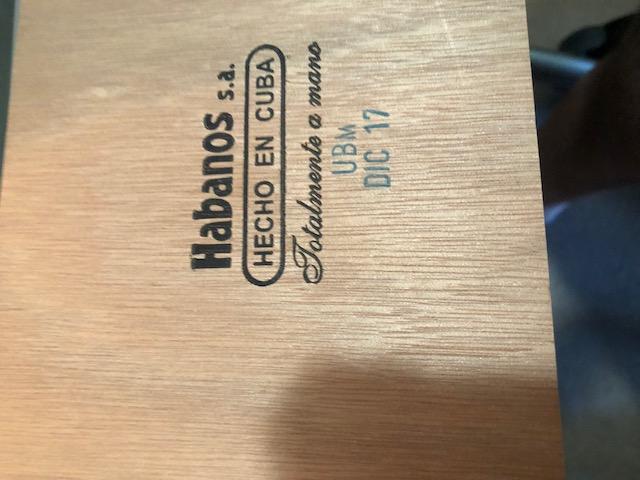 Habanos s.a.
HECHO EN CUBA
Totalmente a mano
UBM
DIC 17